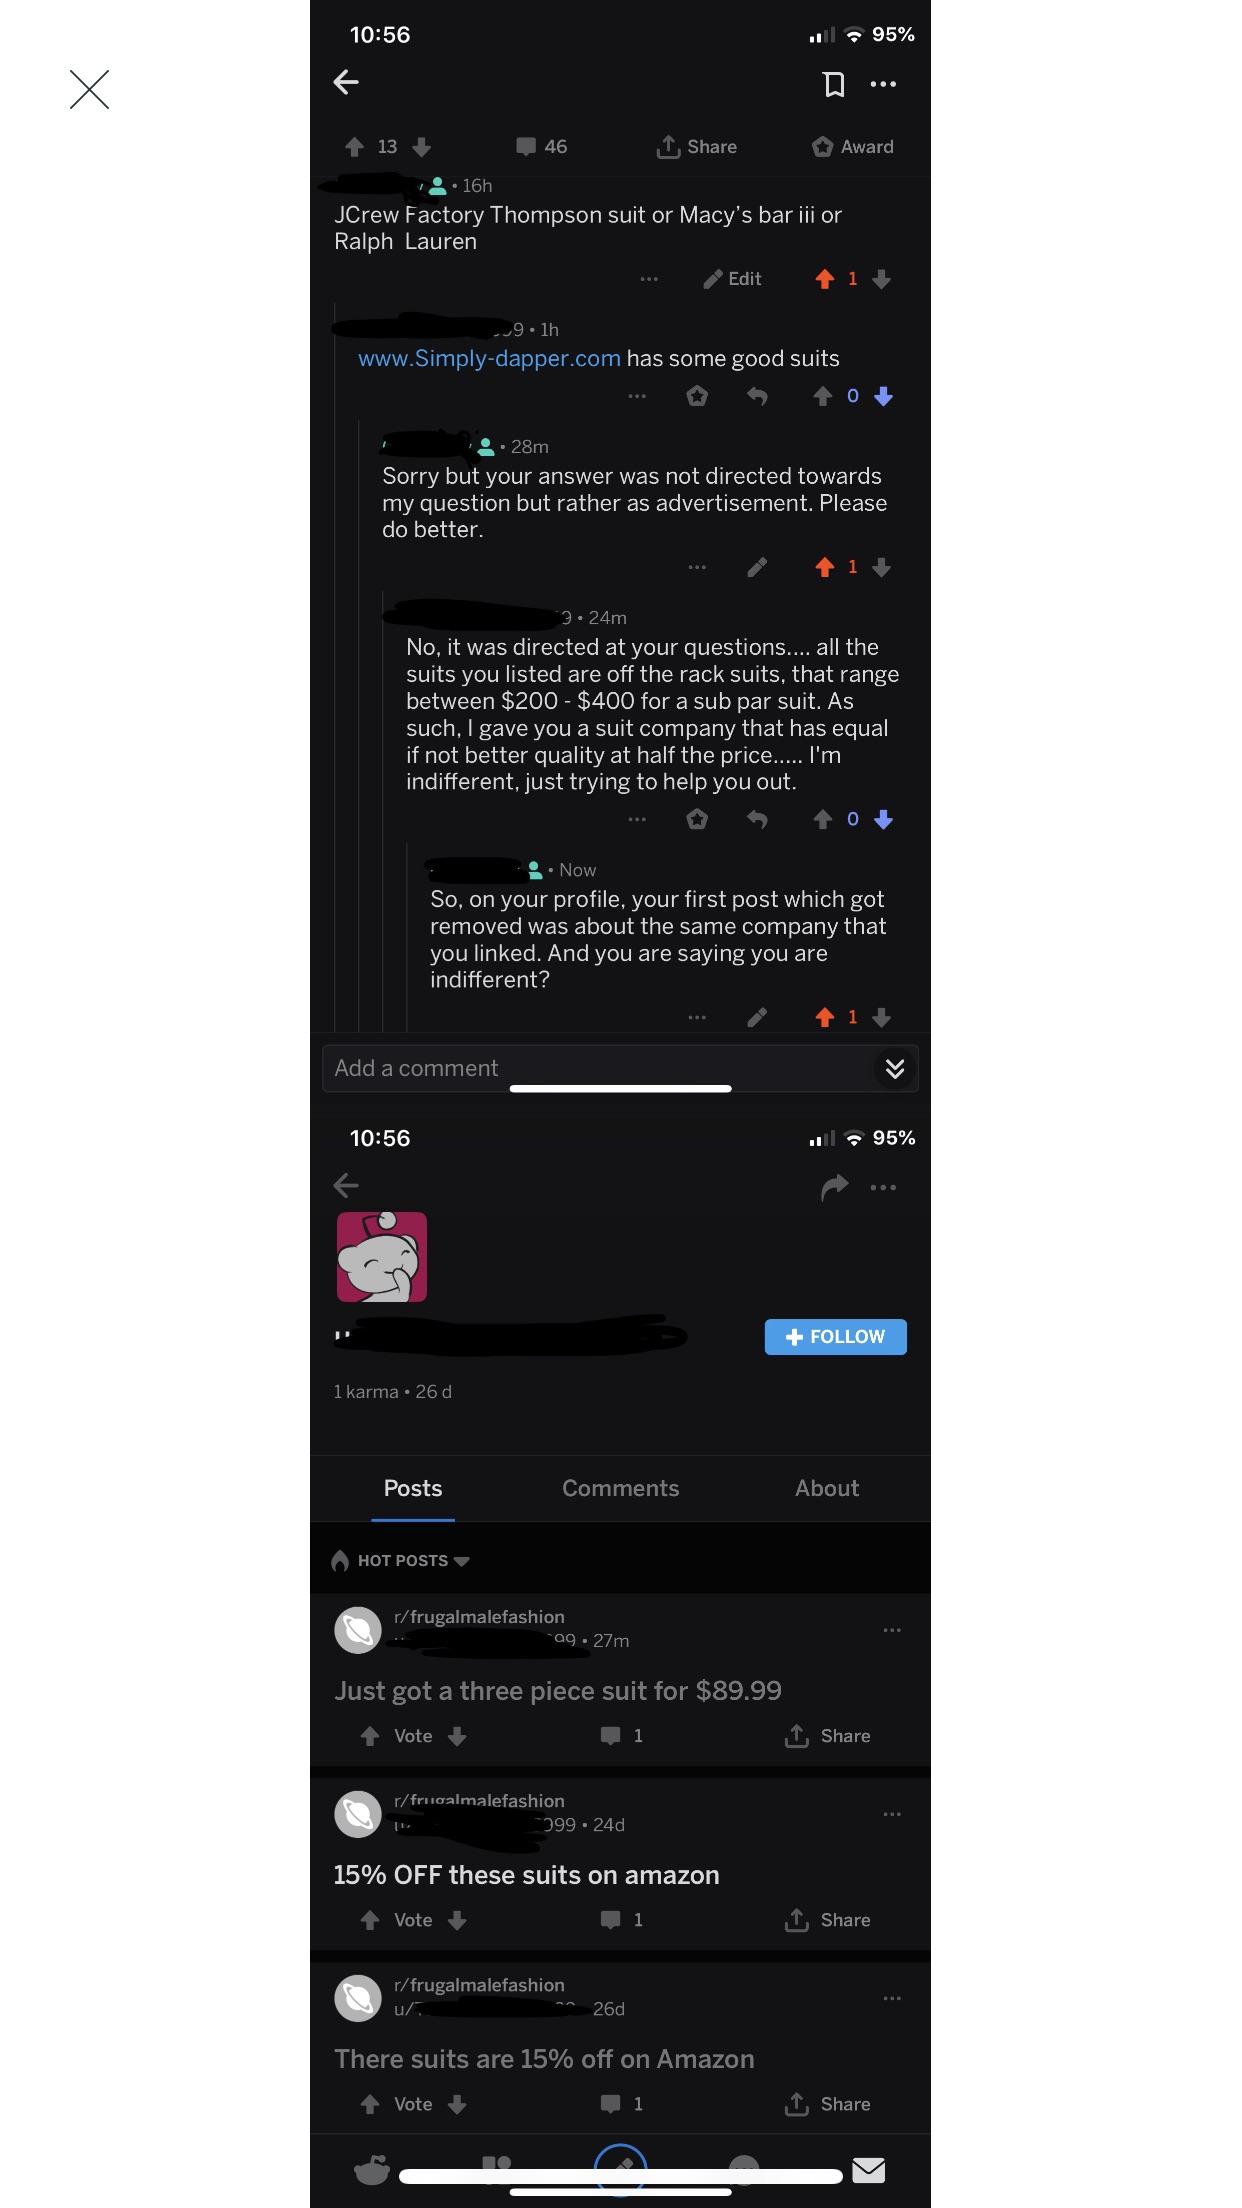 10:56 95%
13 46 Share Award
• 16h
JCrew Factory Thompson suit or Macy's bar iii or
Ralph Lauren
... Edit 1
99 • 1h
www.Simply-dapper.com has some good suits
... 0
• 28m
Sorry but your answer was not directed towards
my question but rather as advertisement. Please
do better.
... 1
9 • 24m
No, it was directed at your questions.... all the
suits you listed are off the rack suits, that range
between $200 - $400 for a sub par suit. As
such, I gave you a suit company that has equal
if not better quality at half the price..... I'm
indifferent, just trying to help you out.
... 0
• Now
So, on your profile, your first post which got
removed was about the same company that
you linked. And you are saying you are
indifferent?
... 1
Add a comment
10:56 95%
+ FOLLOW
1 karma • 26 d
Posts Comments About
HOT POSTS
r/frugalmalefashion
99 • 27m
Just got a three piece suit for $89.99
Vote 1 Share
r/frugalmalefashion
999 • 24d
15% OFF these suits on amazon
Vote 1 Share
r/frugalmalefashion
u/ 26d
There suits are 15% off on Amazon
Vote 1 Share